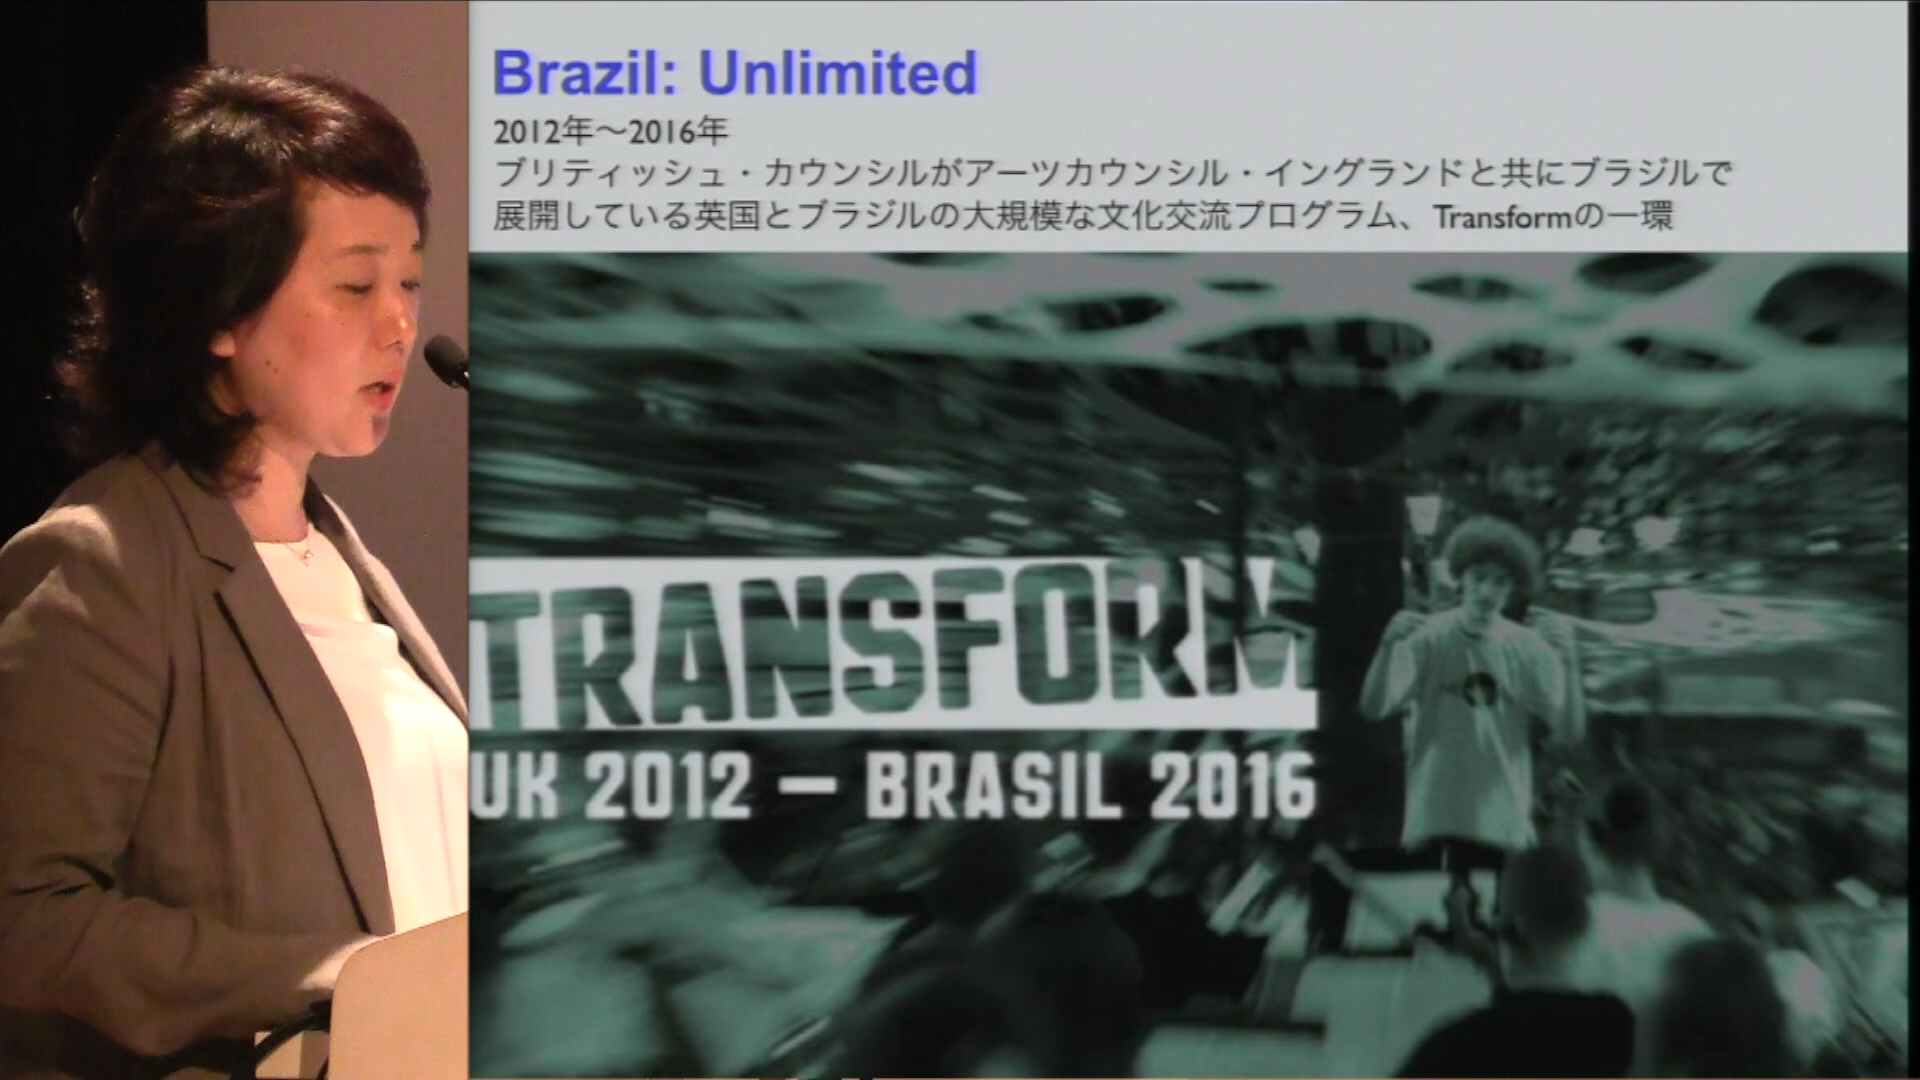 Brazil: Unlimited
2012年〜2016年
ブリティッシュ・カウンシルがアーツカウンシル・イングランドと共にブラジルで
展開している英国とブラジルの大規模な文化交流プログラム、Transformの一環
TRANSFORM
UK 2012 — BRASIL 2016